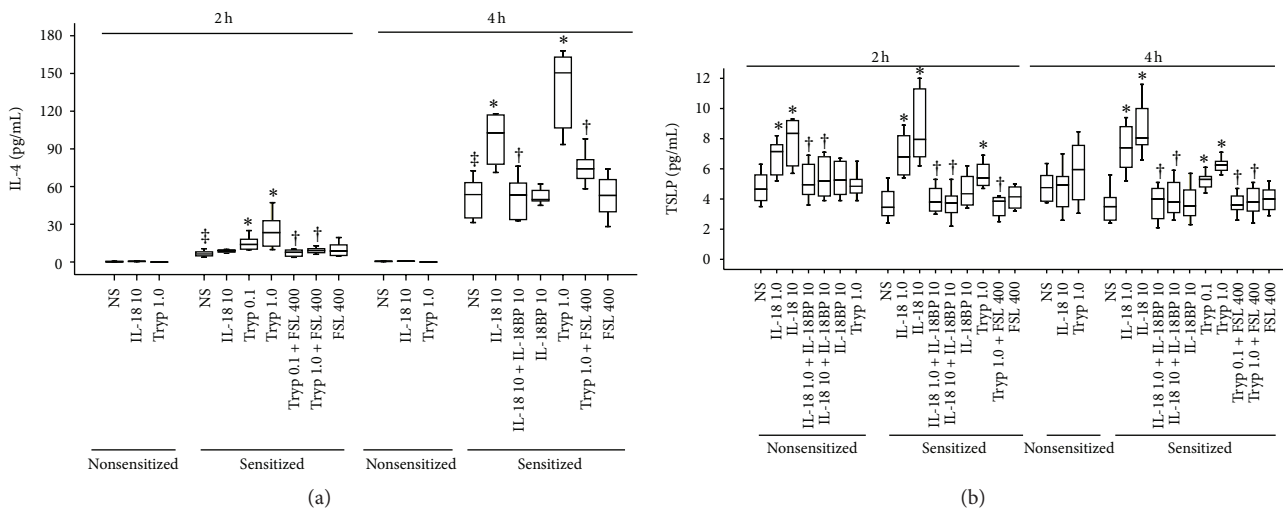 2 h
4 h
IL-4 (pg/mL)
180
150
120
90
60
30
0
‡
*
*
†
†
‡
*
†
*
†
NS
IL-18 10
Tryp 1.0
NS
IL-18 10
Tryp 0.1
Tryp 1.0
Tryp 0.1 + FSL 400
Tryp 1.0 + FSL 400
FSL 400
NS
IL-18 10
Tryp 1.0
NS
IL-18 10
IL-18 10 + IL-18BP 10
IL-18BP 10
Tryp 1.0
Tryp 1.0 + FSL 400
FSL 400
Nonsensitized
Sensitized
Nonsensitized
Sensitized
(a)
2 h
4 h
TSLP (pg/mL)
12
10
8
6
4
2
0
*
*
†
†
*
*
†
†
*
†
*
*
†
†
*
*
†
†
NS
IL-18 1.0
IL-18 10
IL-18 1.0 + IL-18BP 10
IL-18 10 + IL-18BP 10
IL-18BP 10
Tryp 1.0
NS
IL-18 1.0
IL-18 10
IL-18 1.0 + IL-18BP 10
IL-18 10 + IL-18BP 10
IL-18BP 10
Tryp 1.0
Tryp 1.0 + FSL 400
FSL 400
NS
IL-18 10
Tryp 1.0
NS
IL-18 1.0
IL-18 10
IL-18 1.0 + IL-18BP 10
IL-18 10 + IL-18BP 10
IL-18BP 10
Tryp 0.1
Tryp 1.0
Tryp 0.1 + FSL 400
Tryp 1.0 + FSL 400
FSL 400
Nonsensitized
Sensitized
Nonsensitized
Sensitized
(b)